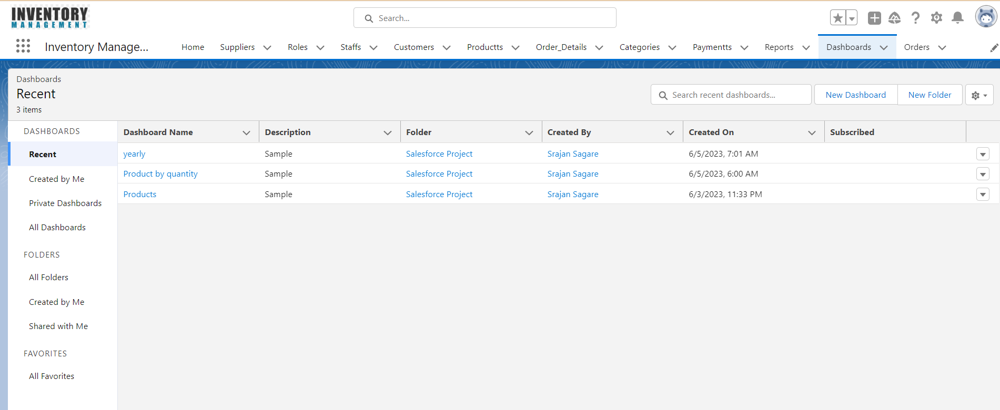 INVENTORY
MANAGEMENT
Search...
Inventory Manage...
Home
Suppliers
Roles
Staffs
Customers
Productts
Order_Details
Categories
Paymentts
Reports
Dashboards
Orders
Dashboards
Recent
3 items
Search recent dashboards...
New Dashboard
New Folder
DASHBOARDS
Recent
Created by Me
Private Dashboards
All Dashboards
FOLDERS
All Folders
Created by Me
Shared with Me
FAVORITES
All Favorites
Dashboard Name Description Folder Created By Created On Subscribed
yearly Sample Salesforce Project Srajan Sagare 6/5/2023, 7:01 AM
Product by quantity Sample Salesforce Project Srajan Sagare 6/5/2023, 6:00 AM
Products Sample Salesforce Project Srajan Sagare 6/3/2023, 11:33 PM